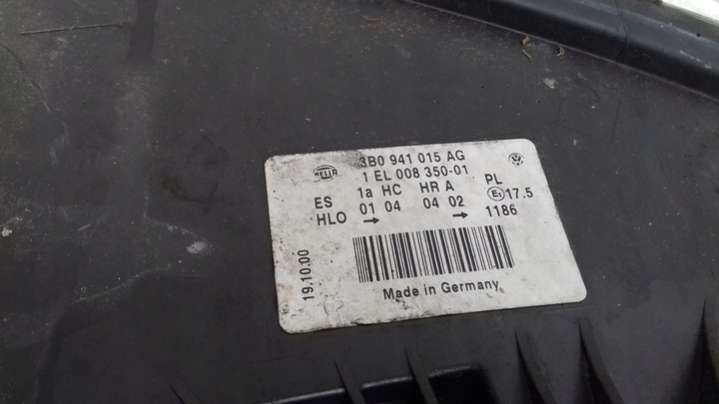 HELLA
3B0 941 015 AG
1 EL 008 350-01
ES 1a HC HR A PL E1 17.5
HLO 01 04 → 04 02 → 1186
19.10.00
Made in Germany